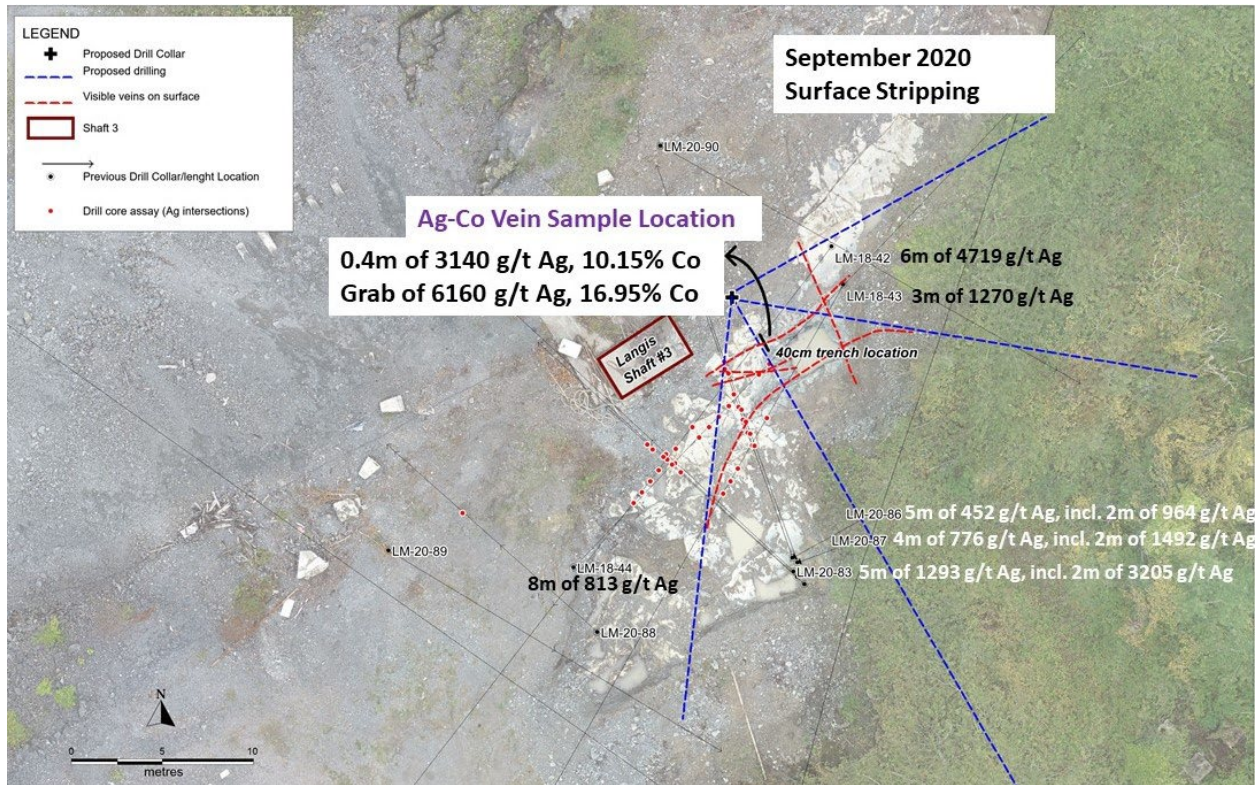 LEGEND
Proposed Drill Collar
Proposed drilling
Visible veins on surface
Shaft 3
Previous Drill Collar/lenght Location
Drill core assay (Ag intersections)
September 2020
Surface Stripping
LM-20-90
Ag-Co Vein Sample Location
0.4m of 3140 g/t Ag, 10.15% Co
Grab of 6160 g/t Ag, 16.95% Co
LM-18-42 6m of 4719 g/t Ag
LM-18-43 3m of 1270 g/t Ag
Langis
Shaft #3
40cm trench location
LM-20-86 5m of 452 g/t Ag, incl. 2m of 964 g/t Ag
LM-20-87 4m of 776 g/t Ag, incl. 2m of 1492 g/t Ag
LM-20-83 5m of 1293 g/t Ag, incl. 2m of 3205 g/t Ag
LM-20-89
LM-18-44
8m of 813 g/t Ag
LM-20-88
N
0 5 10
metres